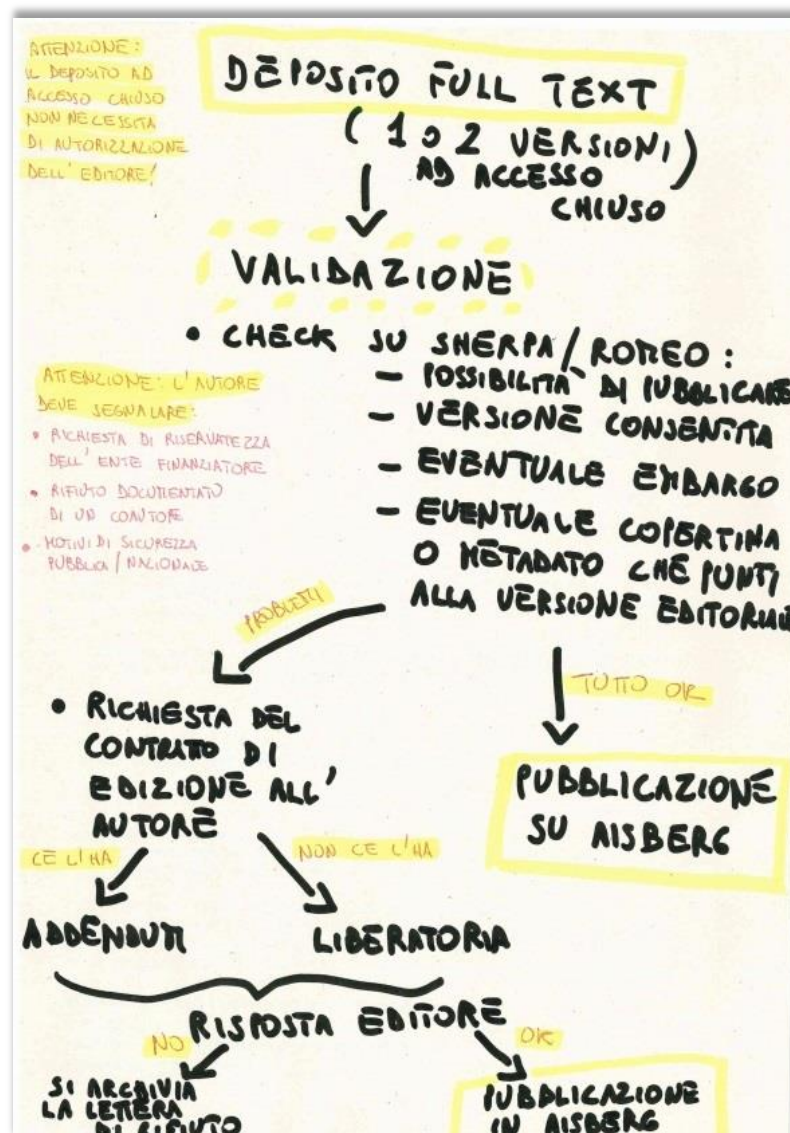 ATTENZIONE:
IL DEPOSITO AD
ACCESSO CHIUSO
NON NECESSITA
DI AUTORIZZAZIONE
DELL'EDITORE!
DEPOSITO FULL TEXT
(1 o 2 VERSIONI)
AD ACCESSO
CHIUSO
VALIDAZIONE
• CHECK SU SHERPA/ROMEO:
- POSSIBILITÀ DI PUBBLICARE
- VERSIONE CONSENTITA
- EVENTUALE EMBARGO
- EVENTUALE COPERTINA
O METADATO CHE PUNTI
ALLA VERSIONE EDITORIALE
ATTENZIONE: L'AUTORE
DEVE SEGNALARE:
• RICHIESTA DI RISERVATEZZA
DELL'ENTE FINANZIATORE
• RIFIUTO DOCUMENTATO
DI UN COAUTORE
• MOTIVI DI SICUREZZA
PUBBLICA/NAZIONALE
PROBLEMI
TUTTO OK
• RICHIESTA DEL
CONTRATTO DI
EDIZIONE ALL'
AUTORE
PUBBLICAZIONE
SU AISBERG
CE L'HA
NON CE L'HA
ADDENDUM
LIBERATORIA
RISPOSTA EDITORE
NO
OK
SI ARCHIVIA
LA LETTERA
DI RIFIUTO
PUBBLICAZIONE
IN AISBERG